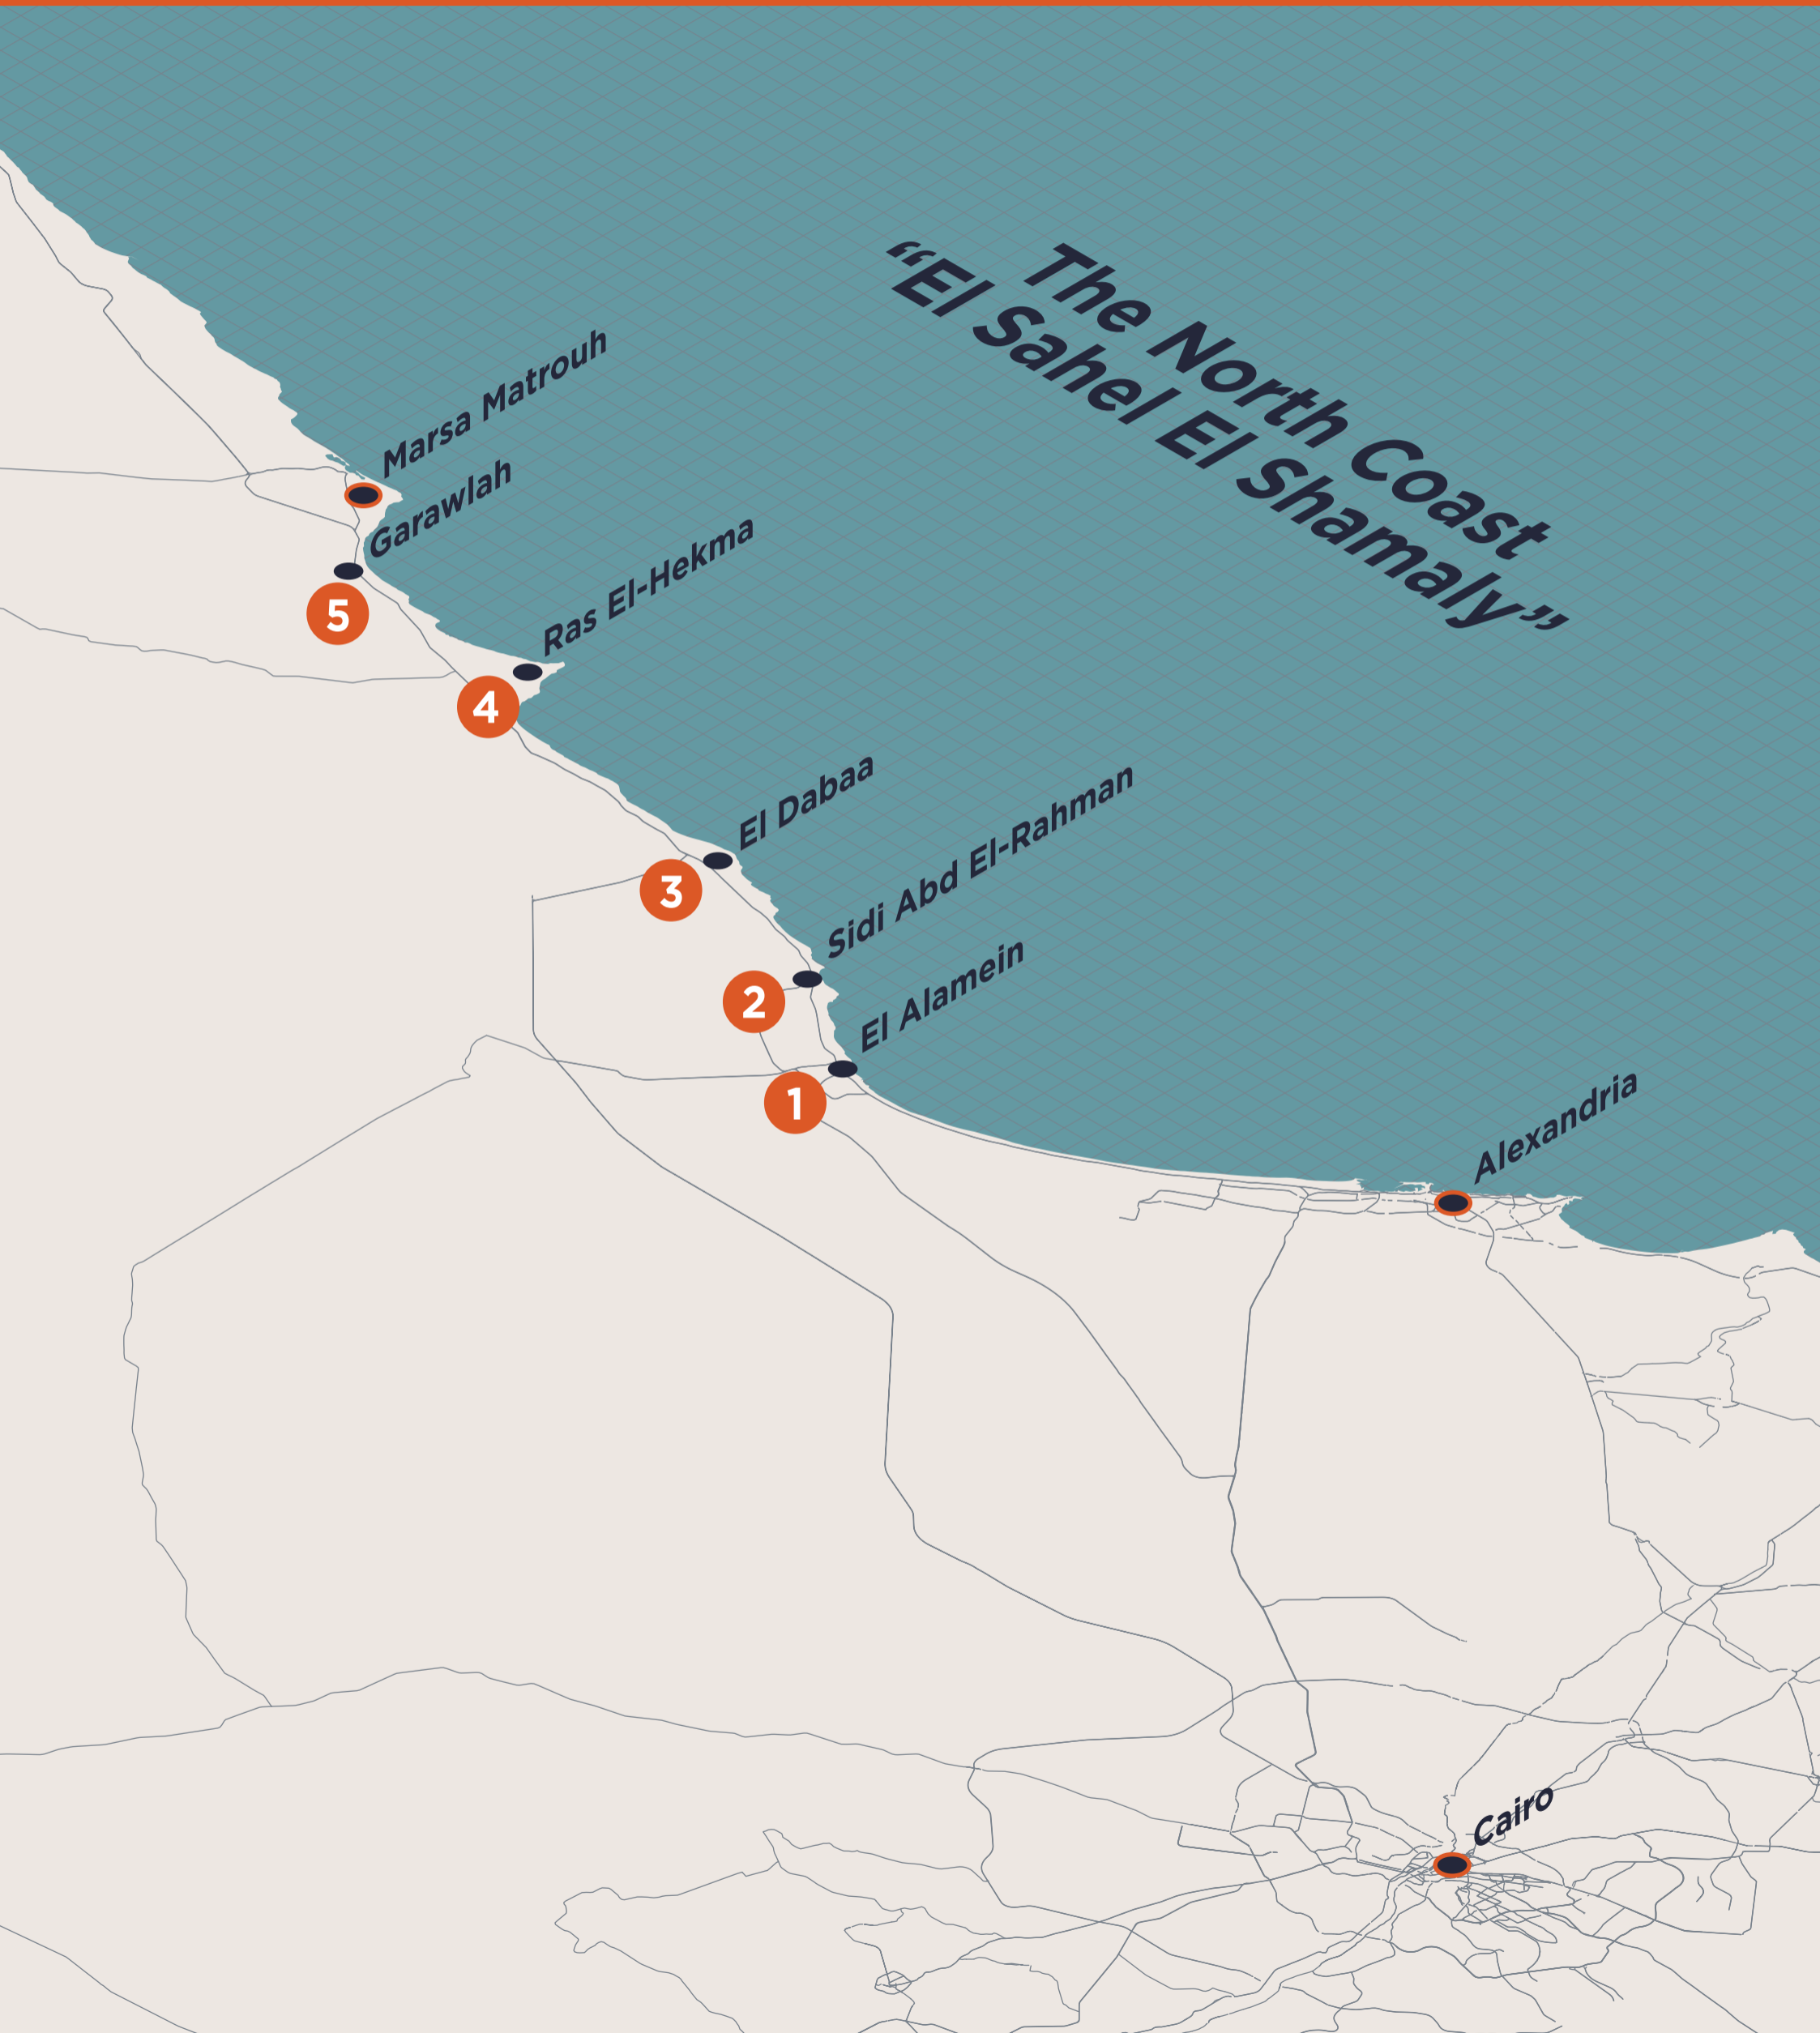 The North Coast
“El Sahel El Shamaly”
Marsa Matrouh
Garawlah
5
Ras El-Hekma
4
El Dabaa
3
Sidi Abd El-Rahman
2
El Alamein
1
Alexandria
Cairo